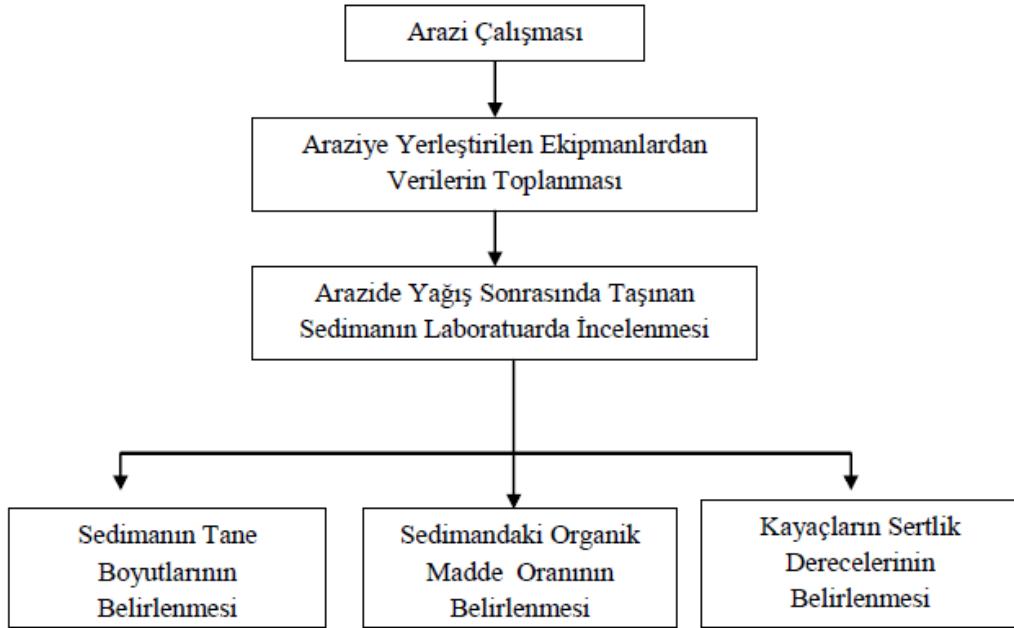 Arazi Çalışması
Araziye Yerleştirilen Ekipmanlardan
Verilerin Toplanması
Arazide Yağış Sonrasında Taşınan
Sedimanın Laboratuarda İncelenmesi
Sedimanın Tane
Boyutlarının
Belirlenmesi
Sedimandaki Organik
Madde Oranının
Belirlenmesi
Kayaçların Sertlik
Derecelerinin
Belirlenmesi